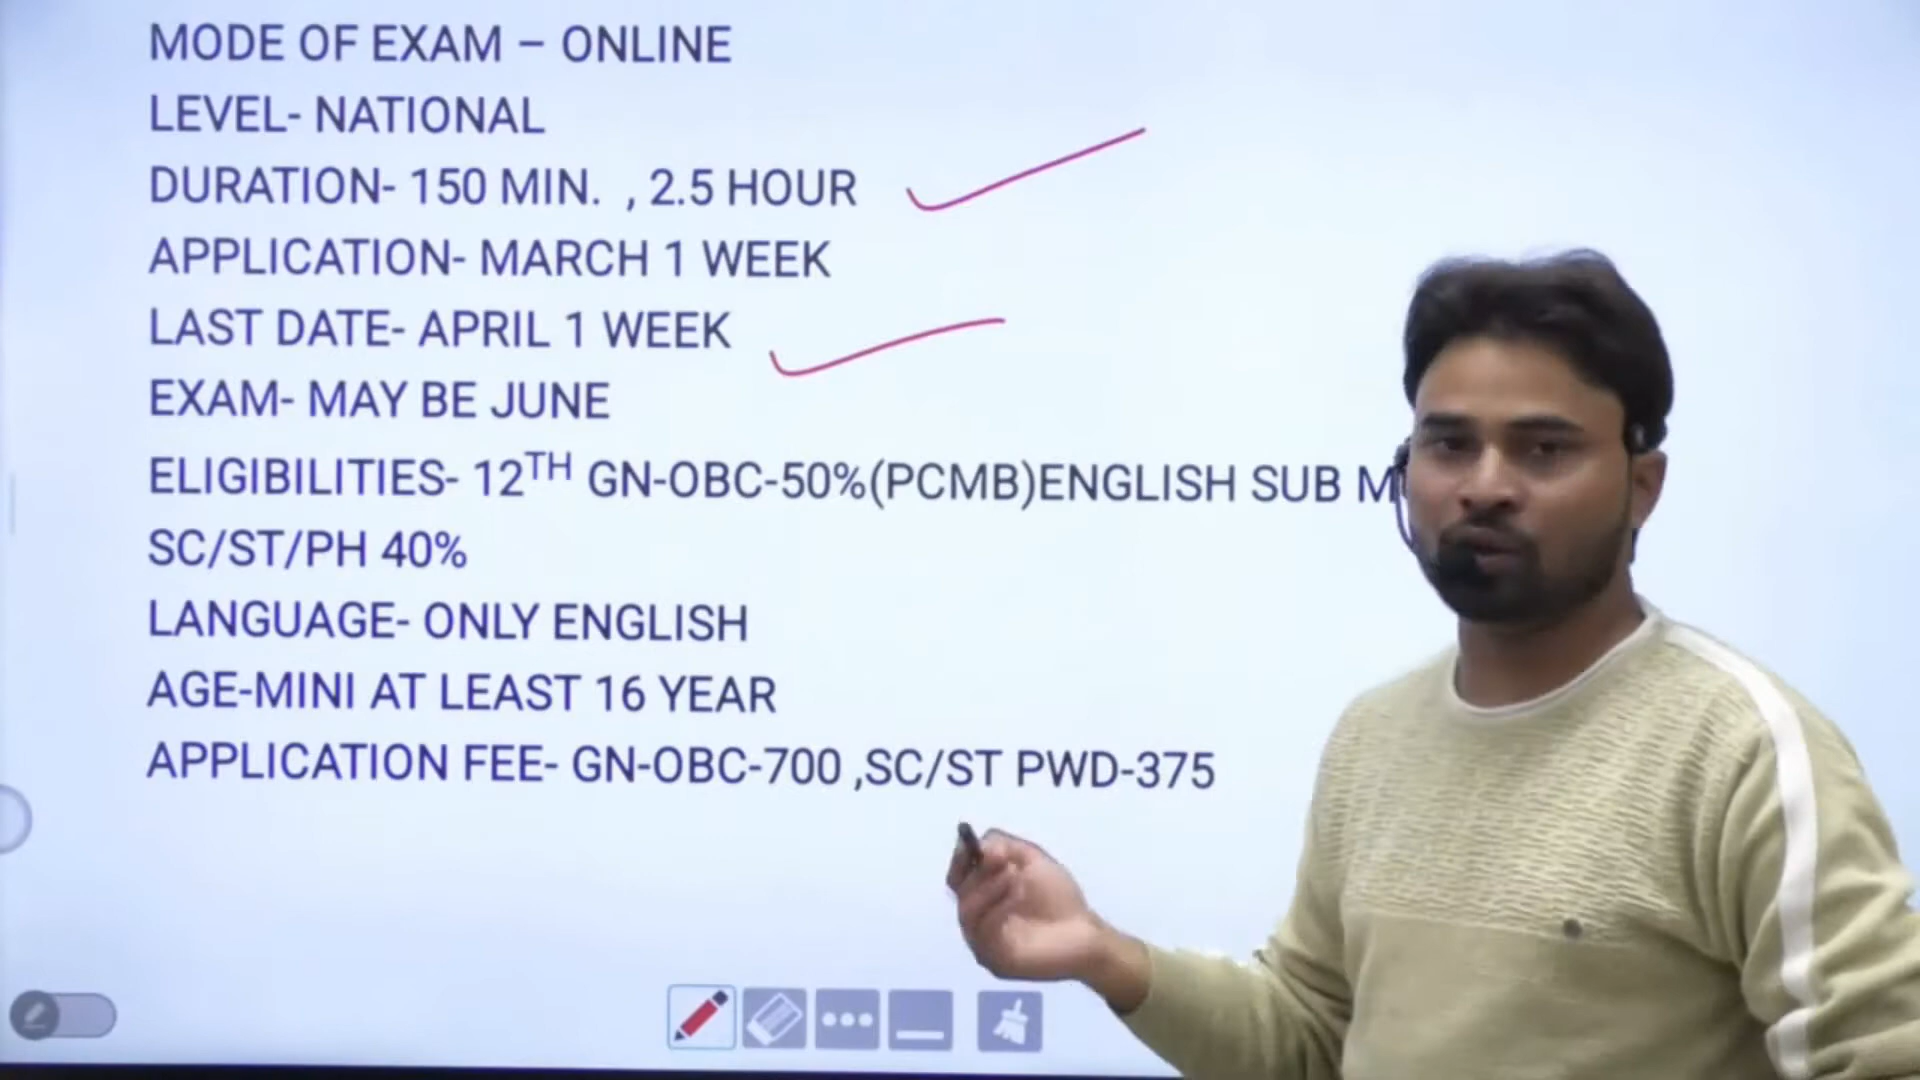 MODE OF EXAM – ONLINE
LEVEL- NATIONAL
DURATION- 150 MIN. , 2.5 HOUR
APPLICATION- MARCH 1 WEEK
LAST DATE- APRIL 1 WEEK
EXAM- MAY BE JUNE
ELIGIBILITIES- 12TH GN-OBC-50%(PCMB)ENGLISH SUB
SC/ST/PH 40%
LANGUAGE- ONLY ENGLISH
AGE-MINI AT LEAST 16 YEAR
APPLICATION FEE- GN-OBC-700 ,SC/ST PWD-375